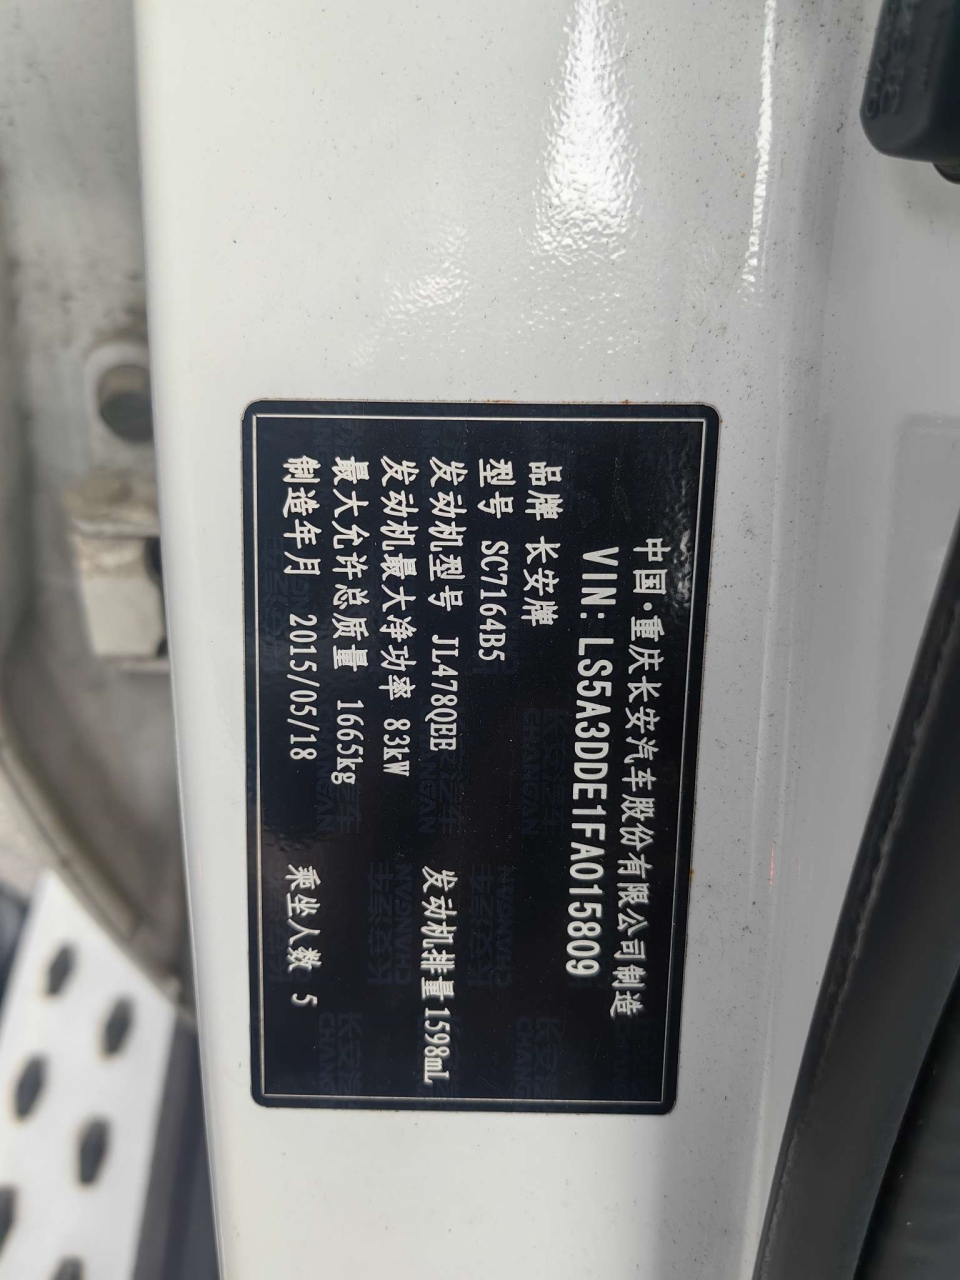 中国·重庆长安汽车股份有限公司制造
VIN: LS5A3DDE1FA015809
品牌 长安牌
型号 SC7164B5
发动机型号 JL478QEE 发动机排量 1598mL
发动机最大净功率 83kW
最大允许总质量 1665kg
制造年月 2015/05/18 乘坐人数 5